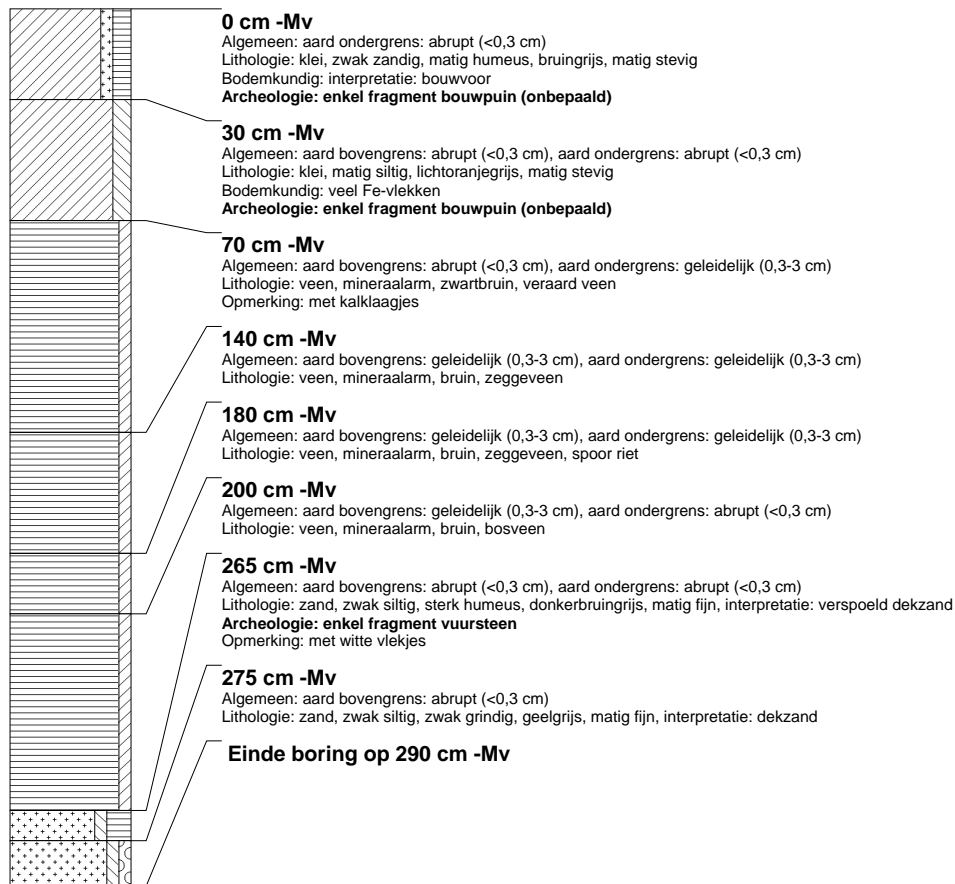 0 cm -Mv
Algemeen: aard ondergrens: abrupt (<0,3 cm)
Lithologie: klei, zwak zandig, matig humeus, bruingrijs, matig stevig
Bodemkundig: interpretatie: bouwvoor
Archeologie: enkel fragment bouwpuin (onbepaald)
30 cm -Mv
Algemeen: aard bovengrens: abrupt (<0,3 cm), aard ondergrens: abrupt (<0,3 cm)
Lithologie: klei, matig siltig, lichtoranjegrijs, matig stevig
Bodemkundig: veel Fe-vlekken
Archeologie: enkel fragment bouwpuin (onbepaald)
70 cm -Mv
Algemeen: aard bovengrens: abrupt (<0,3 cm), aard ondergrens: geleidelijk (0,3-3 cm)
Lithologie: veen, mineraalarm, zwartbruin, veraard veen
Opmerking: met kalklaagjes
140 cm -Mv
Algemeen: aard bovengrens: geleidelijk (0,3-3 cm), aard ondergrens: geleidelijk (0,3-3 cm)
Lithologie: veen, mineraalarm, bruin, zeggeveen
180 cm -Mv
Algemeen: aard bovengrens: geleidelijk (0,3-3 cm), aard ondergrens: geleidelijk (0,3-3 cm)
Lithologie: veen, mineraalarm, bruin, zeggeveen, spoor riet
200 cm -Mv
Algemeen: aard bovengrens: geleidelijk (0,3-3 cm), aard ondergrens: abrupt (<0,3 cm)
Lithologie: veen, mineraalarm, bruin, bosveen
265 cm -Mv
Algemeen: aard bovengrens: abrupt (<0,3 cm), aard ondergrens: abrupt (<0,3 cm)
Lithologie: zand, zwak siltig, sterk humeus, donkerbruingrijs, matig fijn, interpretatie: verspoeld dekzand
Archeologie: enkel fragment vuursteen
Opmerking: met witte vlekjes
275 cm -Mv
Algemeen: aard bovengrens: abrupt (<0,3 cm)
Lithologie: zand, zwak siltig, zwak grindig, geelgrijs, matig fijn, interpretatie: dekzand
Einde boring op 290 cm -Mv